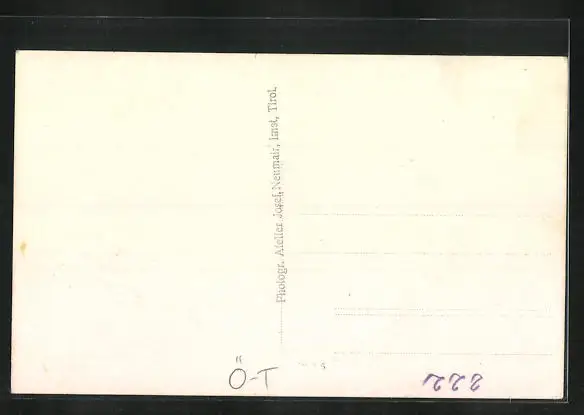 Photogr. Atelier Josef Neumair, Imst, Tirol.
Ö-T
222